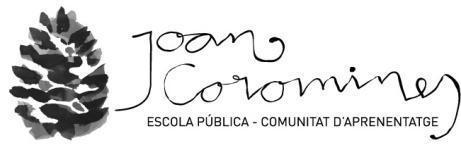 Joan
Coromines
ESCOLA PÚBLICA - COMUNITAT D'APRENENTATGE